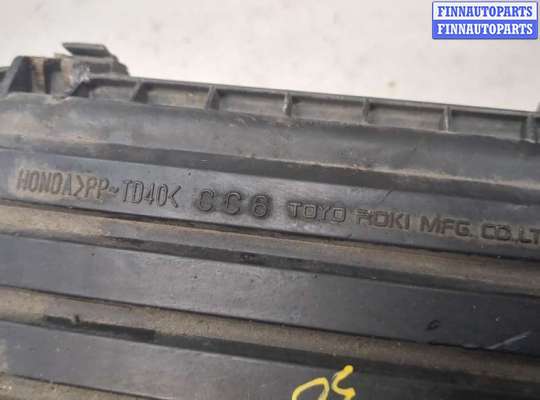 FINNAUTOPARTS
FINNAUTOPARTS
HONDA>PP-TD40< CC6 TOYO ROKI MFG. CO.,LT